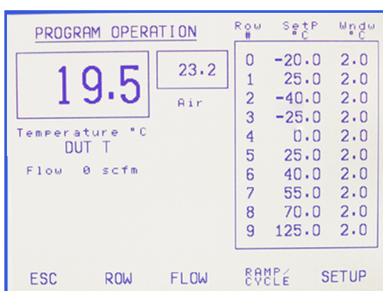 PROGRAM OPERATION
19.5
23.2
Air
Temperature °C
DUT T
Flow 0 scfm
Row SetP Wndw
# °C °C
0 -20.0 2.0
1 25.0 2.0
2 -40.0 2.0
3 -25.0 2.0
4 0.0 2.0
5 25.0 2.0
6 40.0 2.0
7 55.0 2.0
8 70.0 2.0
9 125.0 2.0
ESC ROW FLOW RAMP/ SETUP
CYCLE